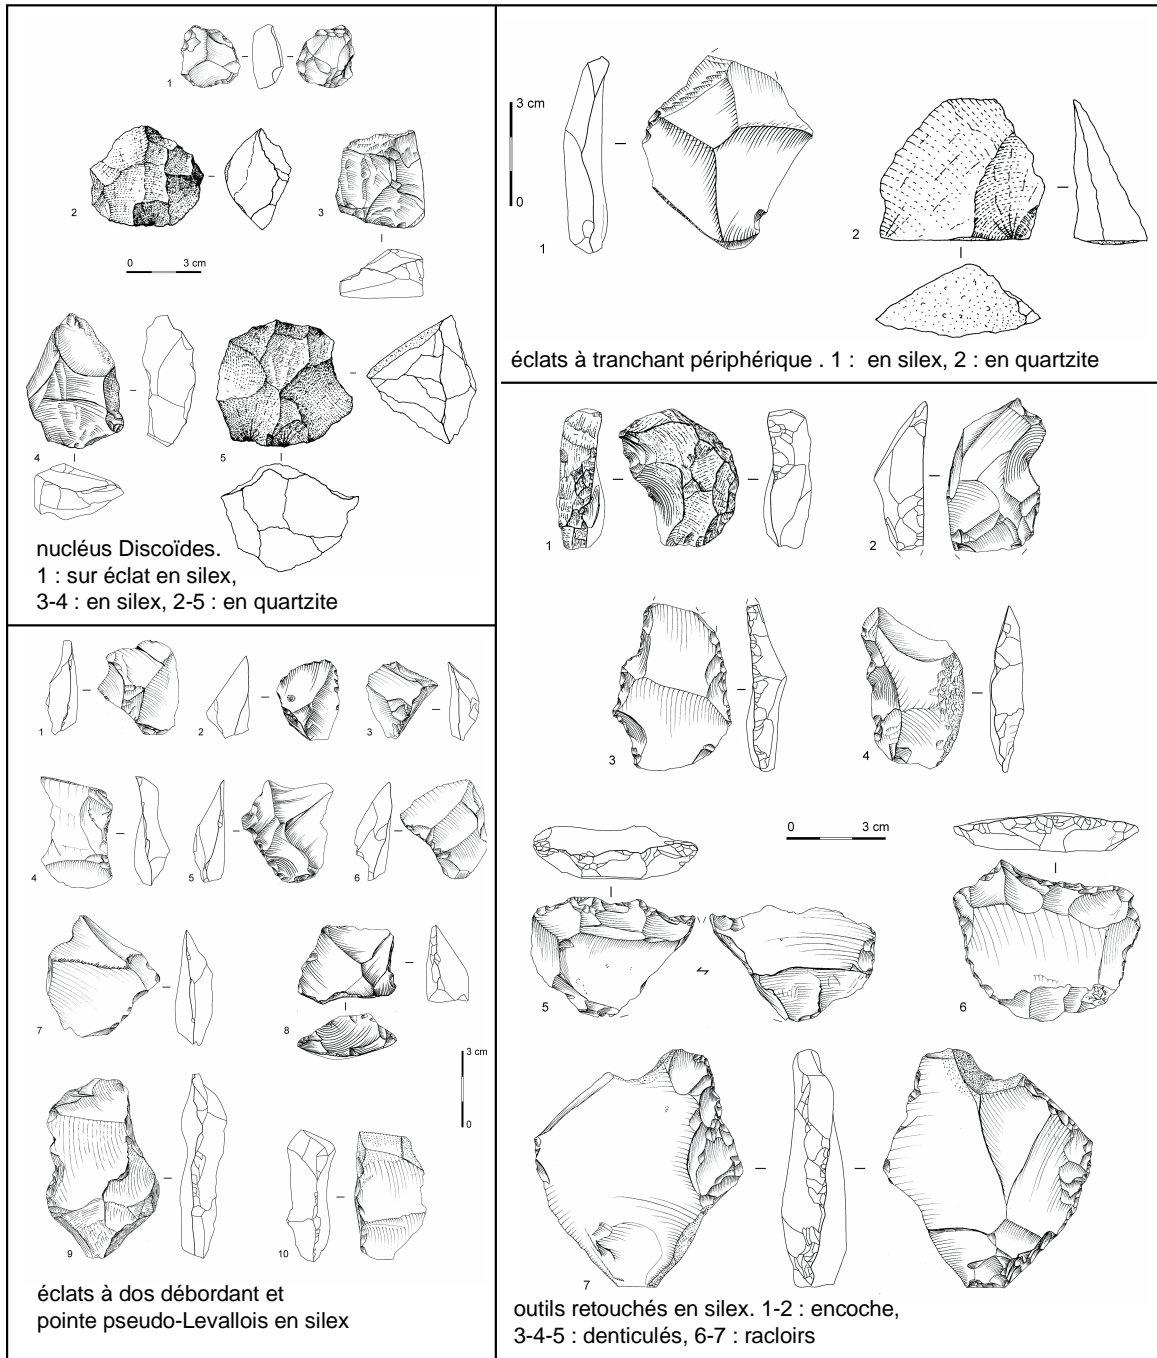 1
2
3
0 3 cm
4
5
nucléus Discoïdes.
1 : sur éclat en silex,
3-4 : en silex, 2-5 : en quartzite
3 cm
0
1
2
éclats à tranchant périphérique . 1 : en silex, 2 : en quartzite
1
2
3
4
5
6
7
8
3 cm
0
9
10
éclats à dos débordant et
pointe pseudo-Levallois en silex
1
2
3
4
0 3 cm
5
6
7
outils retouchés en silex. 1-2 : encoche,
3-4-5 : denticulés, 6-7 : racloirs